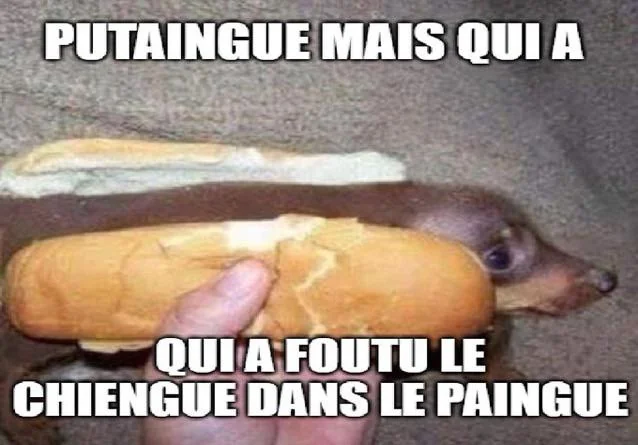 PUTAINGUE MAIS QUI A
QUI A FOUTU LE
CHIENGUE DANS LE PAINGUE